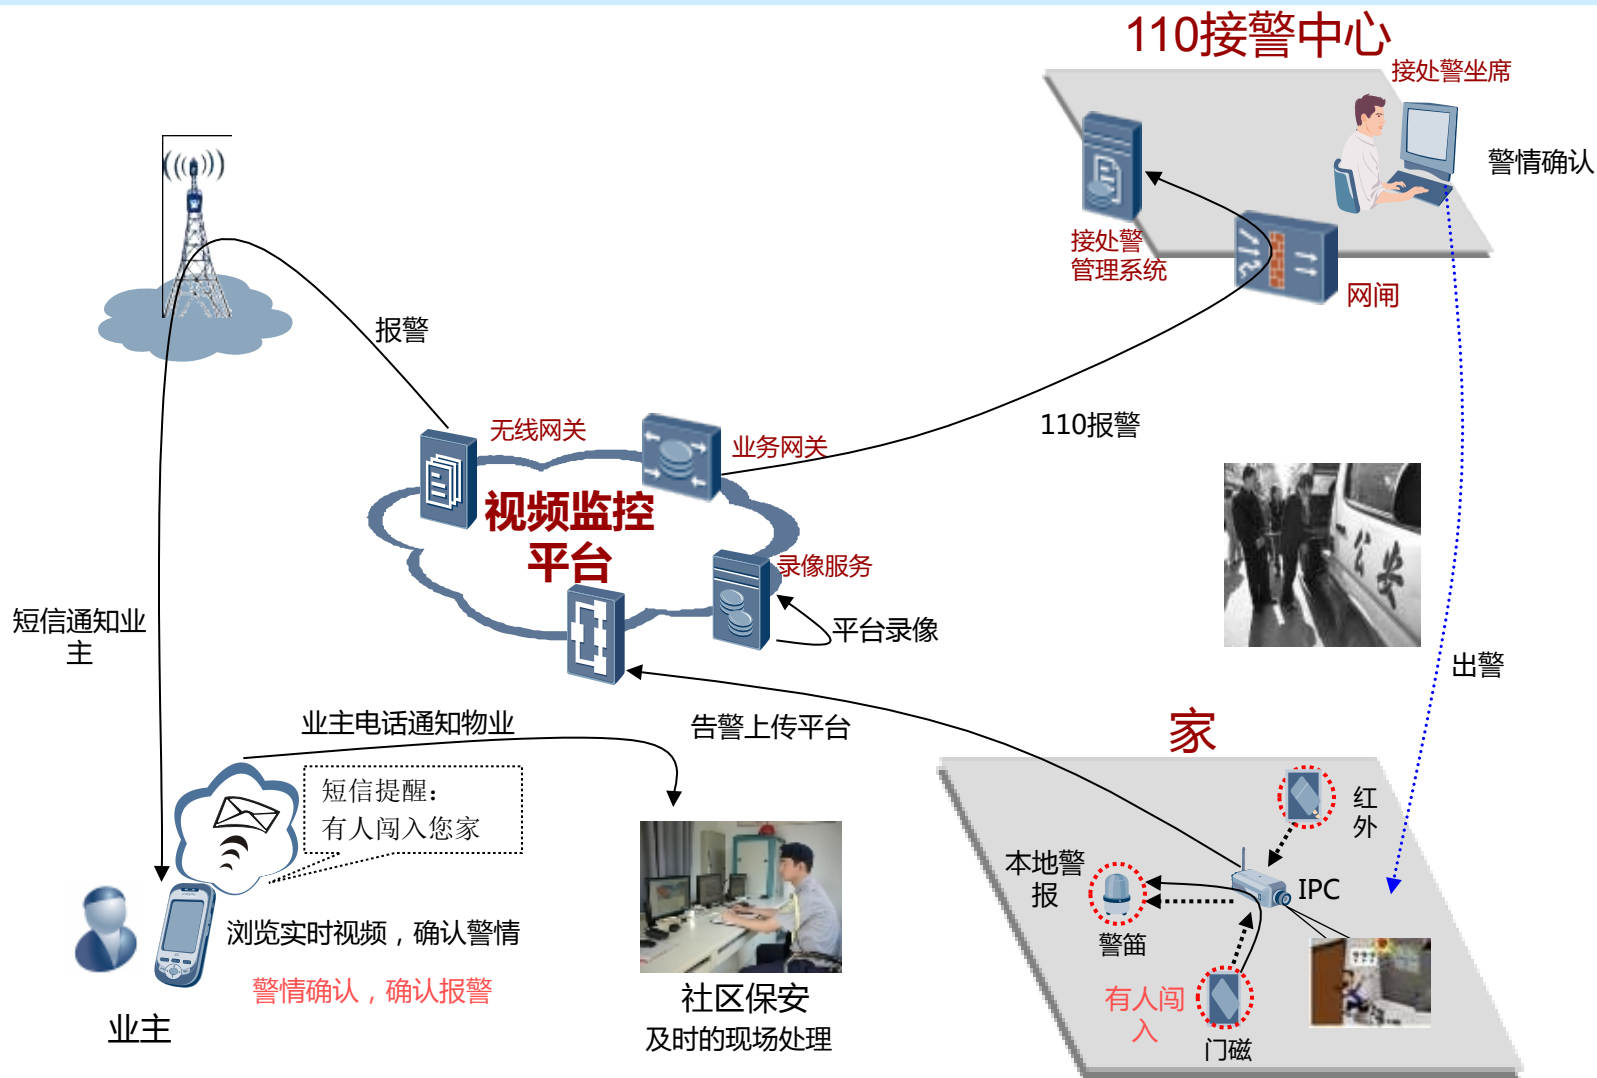 110接警中心
接处警坐席
警情确认
接处警
管理系统
网闸
报警
110报警
无线网关
业务网关
视频监控
平台
录像服务
平台录像
公安
短信通知业
主
出警
业主电话通知物业
告警上传平台
家
短信提醒：
有人闯入您家
红
外
本地警
报
IPC
警笛
浏览实时视频，确认警情
警情确认，确认报警
有人闯
入
门磁
社区保安
及时的现场处理
业主